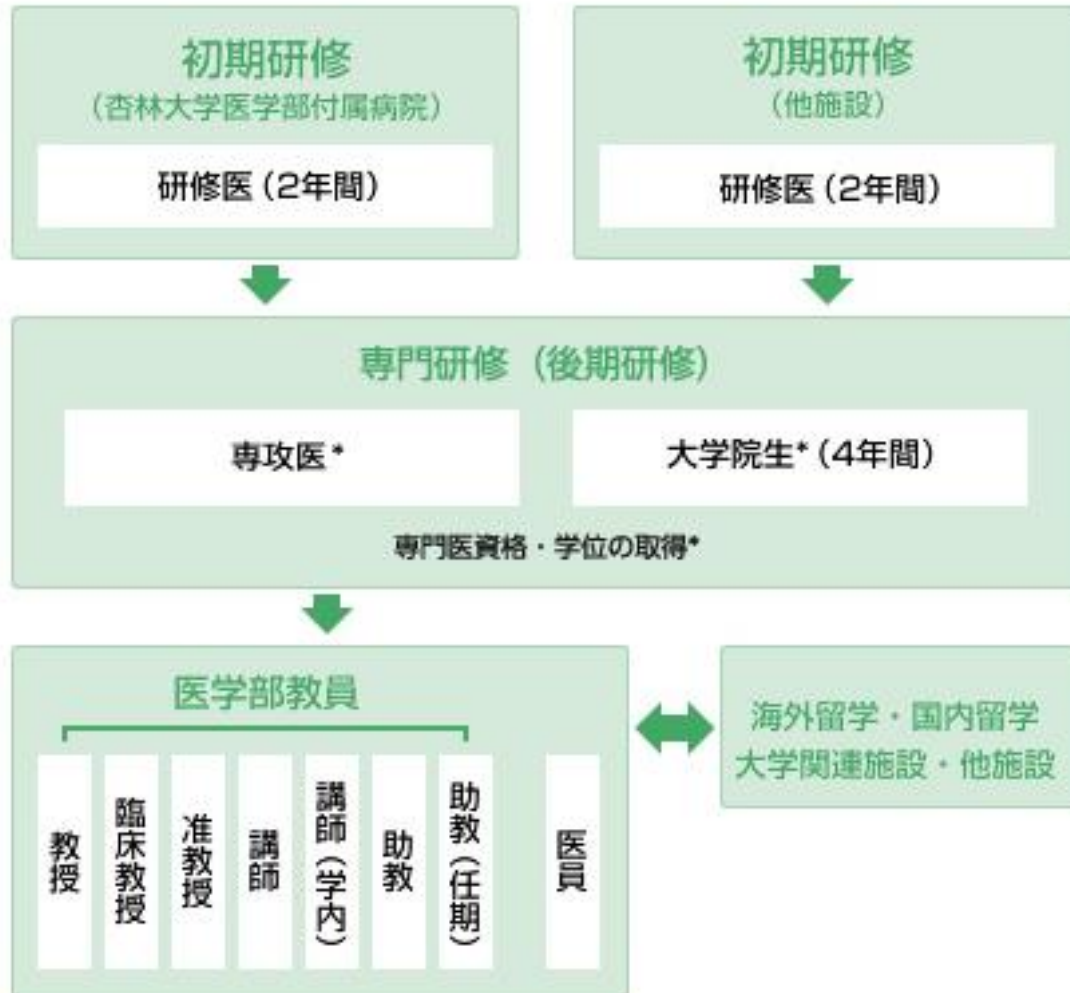 初期研修
（杏林大学医学部付属病院）
研修医（2年間）
初期研修
（他施設）
研修医（2年間）
専門研修（後期研修）
専攻医*
大学院生*（4年間）
専門医資格・学位の取得*
医学部教員
教授
臨床教授
准教授
講師
講師（学内）
助教
助教（任期）
医員
海外留学・国内留学
大学関連施設・他施設